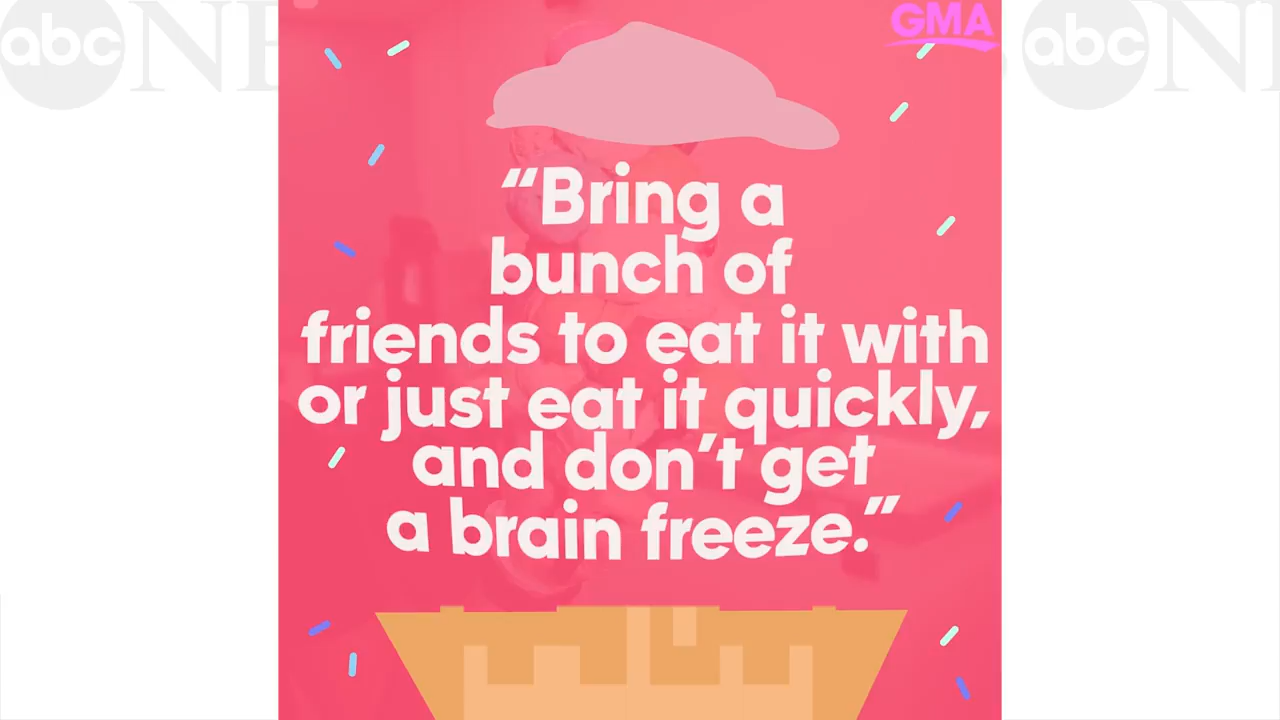 abc NE
GMA
abc N
“Bring a
bunch of
friends to eat it with
or just eat it quickly,
and don’t get
a brain freeze.”